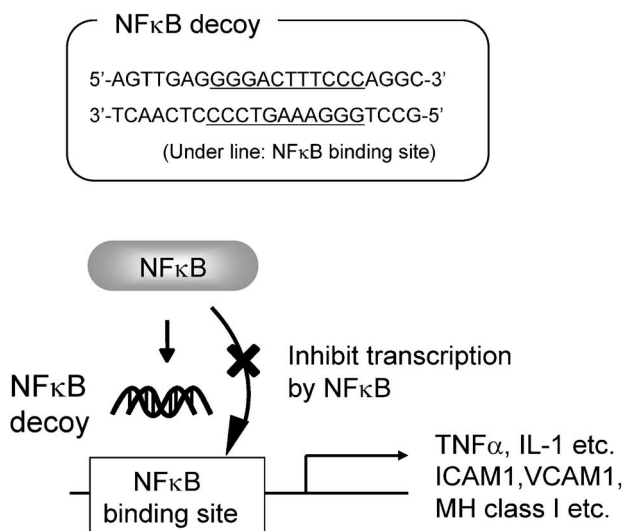 NFκB decoy
5’-AGTTGAGGGGACTTTCCCAGGC-3’
3’-TCAACTCCCCTGAAAGGGTCCG-5’
(Under line: NFκB binding site)
NFκB
Inhibit transcription
by NFκB
NFκB
decoy
NFκB
binding site
TNFα, IL-1 etc.
ICAM1,VCAM1,
MH class I etc.